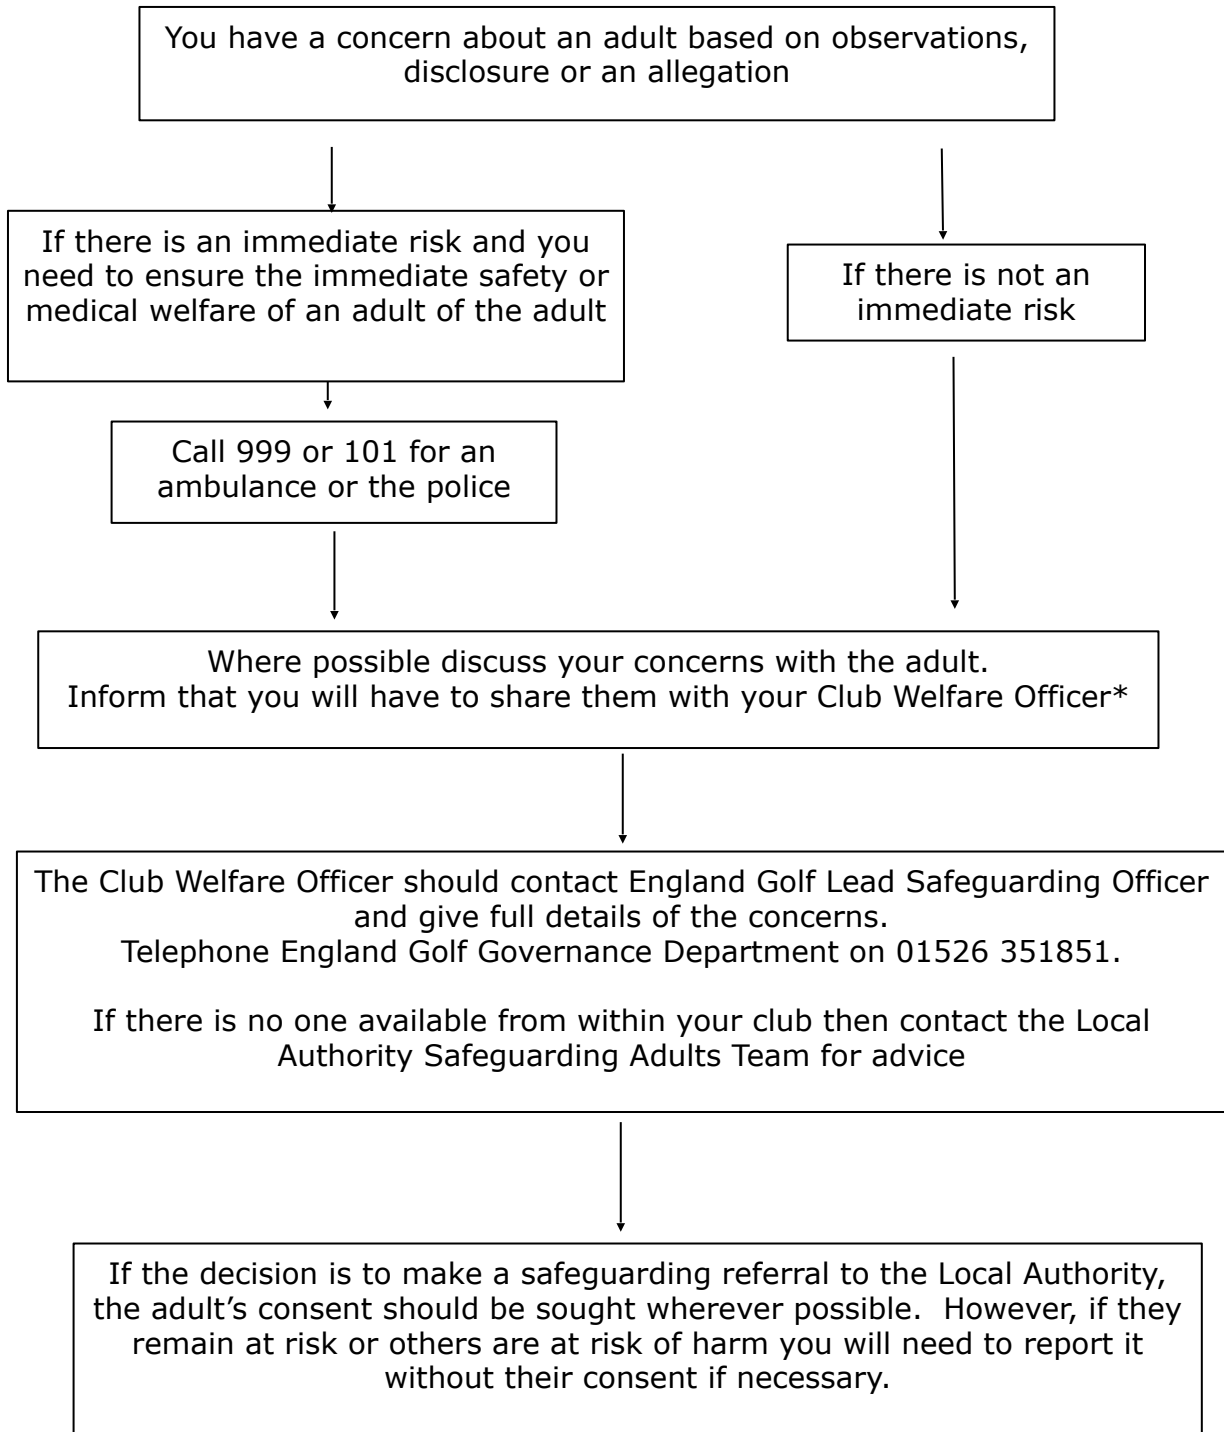 You have a concern about an adult based on observations,
disclosure or an allegation
If there is an immediate risk and you
need to ensure the immediate safety or
medical welfare of an adult of the adult
If there is not an
immediate risk
Call 999 or 101 for an
ambulance or the police
Where possible discuss your concerns with the adult.
Inform that you will have to share them with your Club Welfare Officer*
The Club Welfare Officer should contact England Golf Lead Safeguarding Officer
and give full details of the concerns.
Telephone England Golf Governance Department on 01526 351851.
If there is no one available from within your club then contact the Local
Authority Safeguarding Adults Team for advice
If the decision is to make a safeguarding referral to the Local Authority,
the adult’s consent should be sought wherever possible.  However, if they
remain at risk or others are at risk of harm you will need to report it
without their consent if necessary.